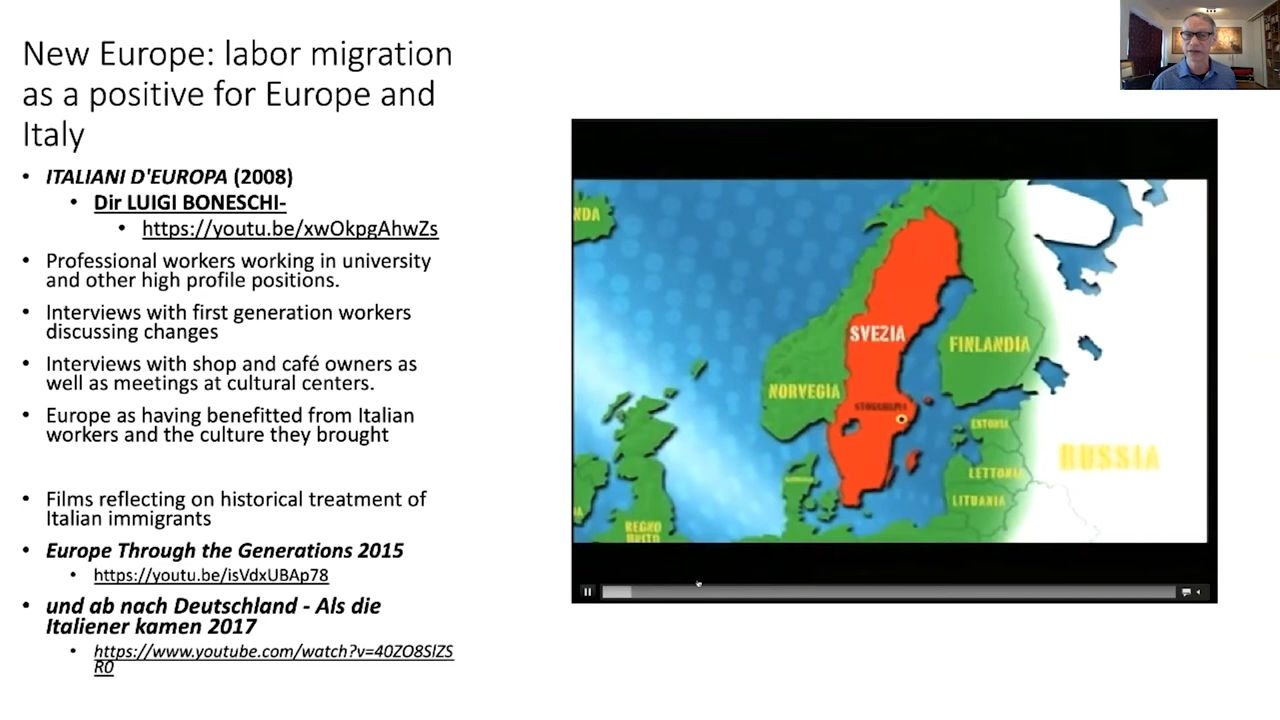 New Europe: labor migration
as a positive for Europe and
Italy
• ITALIANI D'EUROPA (2008)
• Dir LUIGI BONESCHI-
• https://youtu.be/xwOkpgAhwZs
• Professional workers working in university
and other high profile positions.
• Interviews with first generation workers
discussing changes
• Interviews with shop and café owners as
well as meetings at cultural centers.
• Europe as having benefitted from Italian
workers and the culture they brought
• Films reflecting on historical treatment of
Italian immigrants
• Europe Through the Generations 2015
• https://youtu.be/isVdxUBAp78
• und ab nach Deutschland - Als die
Italiener kamen 2017
• https://www.youtube.com/watch?v=40ZO8SlZS
R0
NDA
SVEZIA
FINLANDIA
NORVEGIA
STOCCOLMA
ESTONIA
RUSSIA
LETTONIA
LITUANIA
REGNO
UNITO